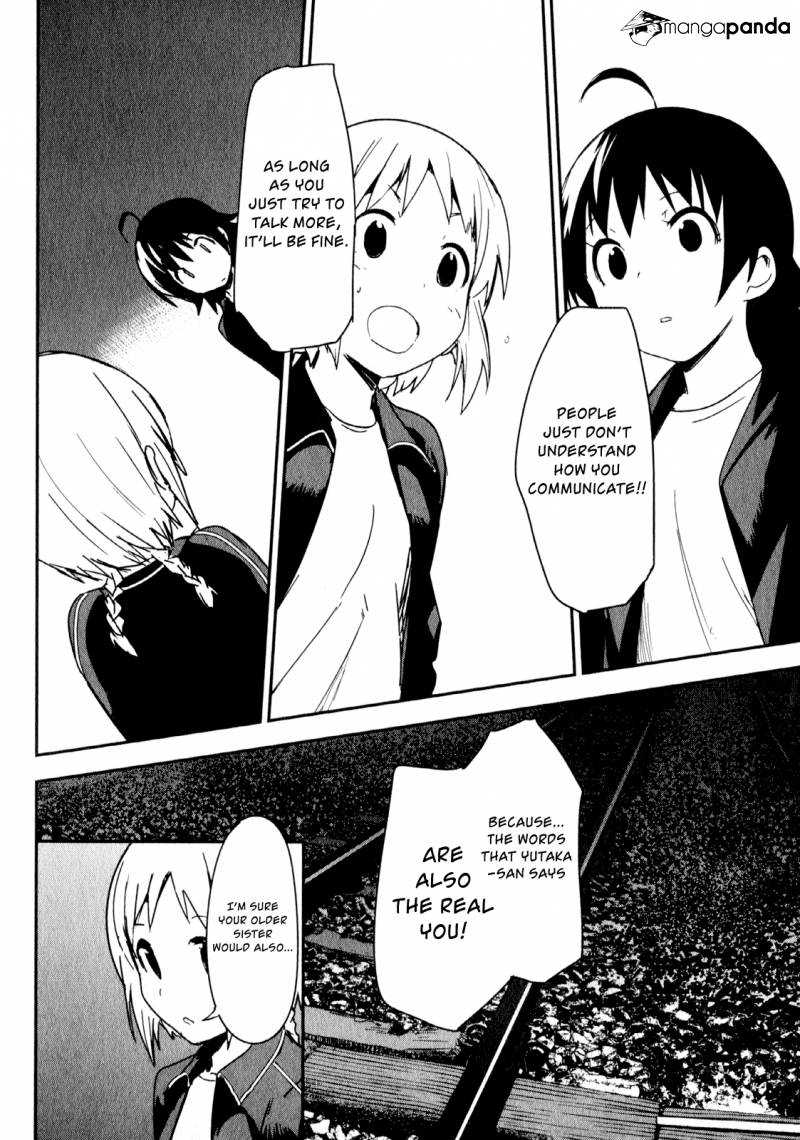 mangapanda
PEOPLE
JUST DON'T
UNDERSTAND
HOW YOU
COMMUNICATE!!
AS LONG
AS YOU
JUST TRY TO
TALK MORE,
IT'LL BE FINE.
BECAUSE...
THE WORDS
THAT YUTAKA
-SAN SAYS
ARE
ALSO
THE REAL
YOU!
I'M SURE
YOUR OLDER
SISTER
WOULD ALSO...